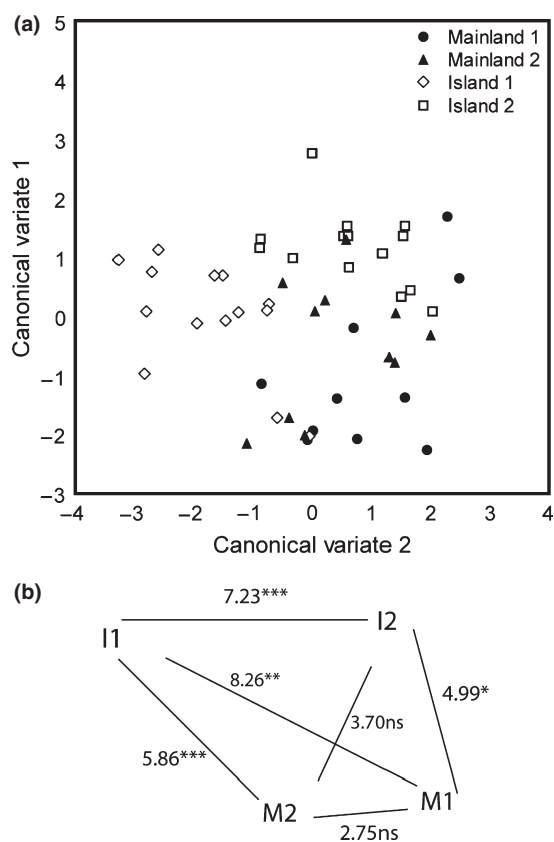 (a)
Mainland 1
Mainland 2
Island 1
Island 2
5
4
3
2
1
0
−1
−2
−3
Canonical variate 1
−4 −3 −2 −1 0 1 2 3 4
Canonical variate 2
(b)
7.23***
I1 I2
8.26**
4.99*
3.70ns
5.86***
M2 M1
2.75ns